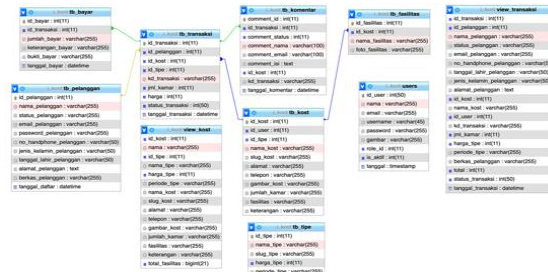 tb_bayar
id_bayar : int(11)
id_transaksi : int(11)
jumlah_bayar : varchar(255)
keterangan_bayar : varchar(255)
bukti_bayar : varchar(255)
tanggal_bayar : datetime
tb_pelanggan
id_pelanggan : int(11)
nama_pelanggan : varchar(255)
status_pelanggan : varchar(255)
email_pelanggan : varchar(255)
password_pelanggan : varchar(255)
no_handphone_pelanggan : varchar(50)
jenis_kelamin_pelanggan : varchar(50)
tanggal_lahir_pelanggan : varchar(50)
alamat_pelanggan : text
berkas_pelanggan : varchar(255)
tanggal_daftar : datetime
tb_transaksi
id_transaksi : int(11)
id_pelanggan : int(11)
id_kost : int(11)
id_tipe : int(11)
kd_transaksi : varchar(255)
jml_kamar : int(11)
harga : int(11)
status_transaksi : int(50)
tanggal_transaksi : datetime
view_kost
id_kost : int(11)
nama : varchar(255)
id_tipe : int(11)
nama_tipe : varchar(255)
harga_tipe : int(11)
periode_tipe : varchar(255)
nama_kost : varchar(255)
slug_kost : varchar(255)
alamat : varchar(255)
telepon : varchar(255)
gambar_kost : varchar(255)
jumlah_kamar : varchar(255)
fasilitas : varchar(255)
keterangan : varchar(255)
total_fasilitas : bigint(21)
tb_komentar
comment_id : int(11)
id_transaksi : int(11)
comment_status : int(11)
comment_nama : varchar(100)
comment_email : varchar(100)
comment_isi : text
id_kost : int(11)
kd_transaksi : varchar(255)
tanggal_komentar : datetime
tb_kost
id_kost : int(11)
id_user : int(11)
id_tipe : int(11)
nama_kost : varchar(255)
slug_kost : varchar(255)
alamat : varchar(255)
telepon : varchar(255)
gambar_kost : varchar(255)
jumlah_kamar : varchar(255)
fasilitas : varchar(255)
keterangan : varchar(255)
tb_tipe
id_tipe : int(11)
nama_tipe : varchar(255)
slug_tipe : varchar(255)
harga_tipe : int(11)
periode_tipe : varchar(255)
tb_fasilitas
id_fasilitas : int(11)
id_kost : int(11)
nama_fasilitas : varchar(255)
foto_fasilitas : varchar(255)
users
id_user : int(50)
nama : varchar(255)
email : varchar(255)
username : varchar(45)
password : varchar(255)
gambar : varchar(255)
role_id : int(11)
is_aktif : int(11)
tanggal : timestamp
view_transaksi
id_transaksi : int(11)
id_pelanggan : int(11)
nama_pelanggan : varchar(255)
status_pelanggan : varchar(255)
email_pelanggan : varchar(255)
no_handphone_pelanggan :
tanggal_lahir_pelanggan :
jenis_kelamin_pelanggan :
alamat_pelanggan : text
id_kost : int(11)
nama_kost : varchar(255)
id_user : int(11)
kd_transaksi : varchar(255)
jml_kamar : int(11)
harga_tipe : int(11)
periode_tipe : varchar(255)
berkas_pelanggan : varchar(255)
total : int(11)
status_transaksi : int(50)
tanggal_transaksi : datetime